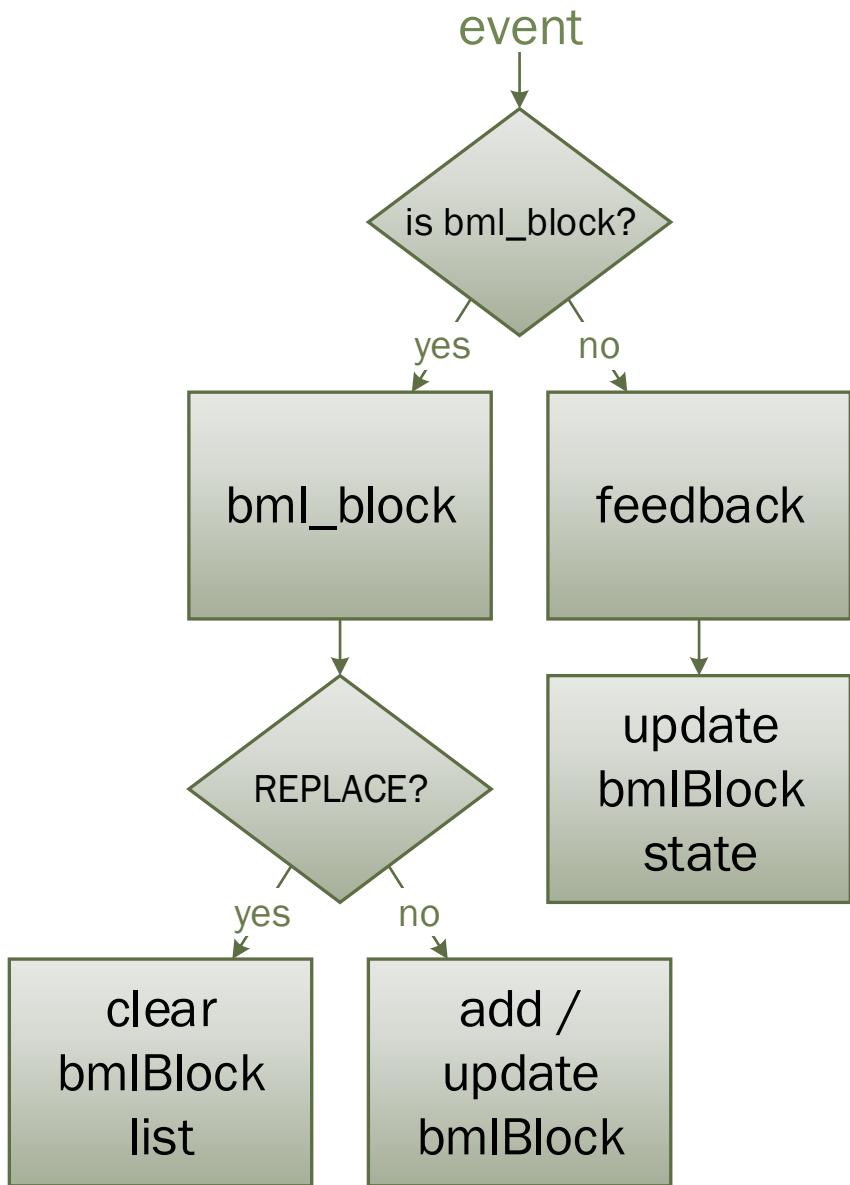 event
is bml_block?
yes
no
bml_block
feedback
REPLACE?
update
bmlBlock
state
yes
no
clear
bmlBlock
list
add /
update
bmlBlock